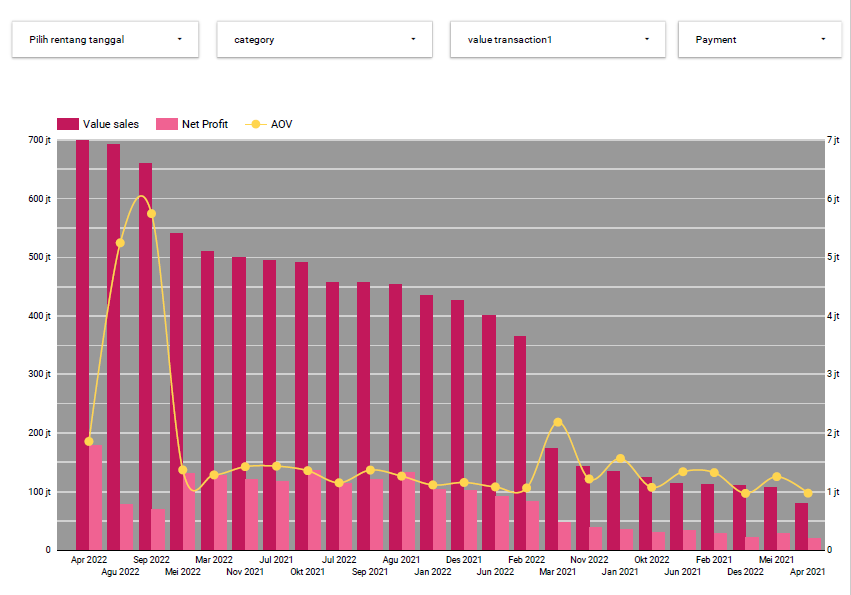 Pilih rentang tanggal
category
value transaction1
Payment
Value sales
Net Profit
AOV
700 jt
600 jt
500 jt
400 jt
300 jt
200 jt
100 jt
0
7 jt
6 jt
5 jt
4 jt
3 jt
2 jt
1 jt
0
Apr 2022
Agu 2022
Sep 2022
Mei 2022
Mar 2022
Nov 2021
Jul 2021
Okt 2021
Jul 2022
Sep 2021
Agu 2021
Jan 2022
Des 2021
Jun 2022
Feb 2022
Mar 2021
Nov 2022
Jan 2021
Okt 2022
Jun 2021
Feb 2021
Des 2022
Mei 2021
Apr 2021